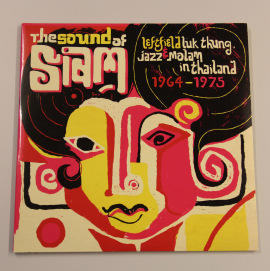 The sound of
Siam
leftfield luk thung,
jazz & molam
in thailand
1964-1975